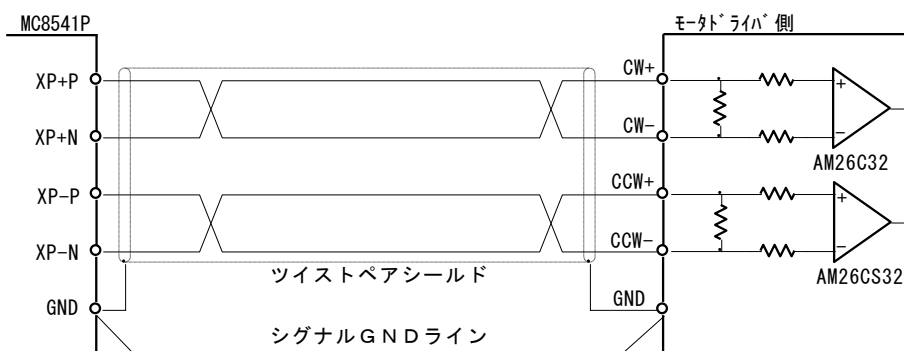 MC8541P
モータドライバ側
XP+P
CW+
XP+N
CW-
AM26C32
XP-P
CCW+
XP-N
CCW-
AM26CS32
ツイストペアシールド
GND
GND
シグナルGNDライン
+
-
+
-